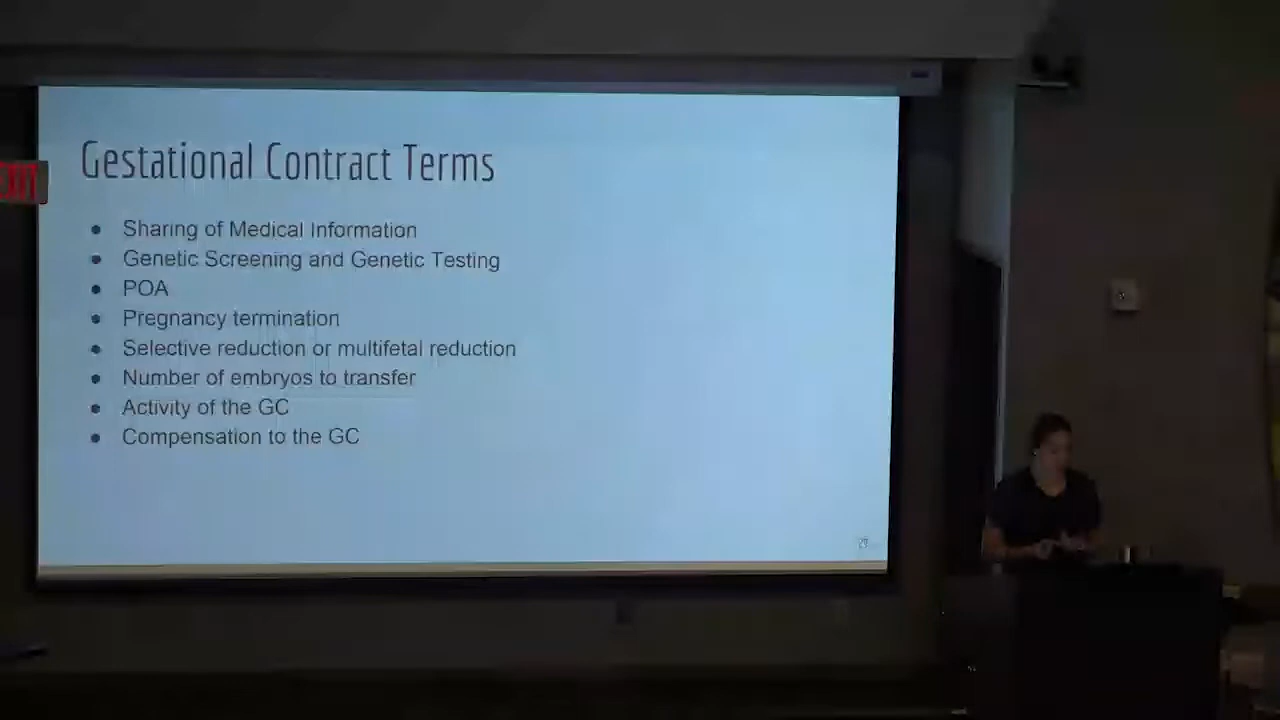 Gestational Contract Terms
EXIT
● Sharing of Medical Information
● Genetic Screening and Genetic Testing
● POA
● Pregnancy termination
● Selective reduction or multifetal reduction
● Number of embryos to transfer
● Activity of the GC
● Compensation to the GC